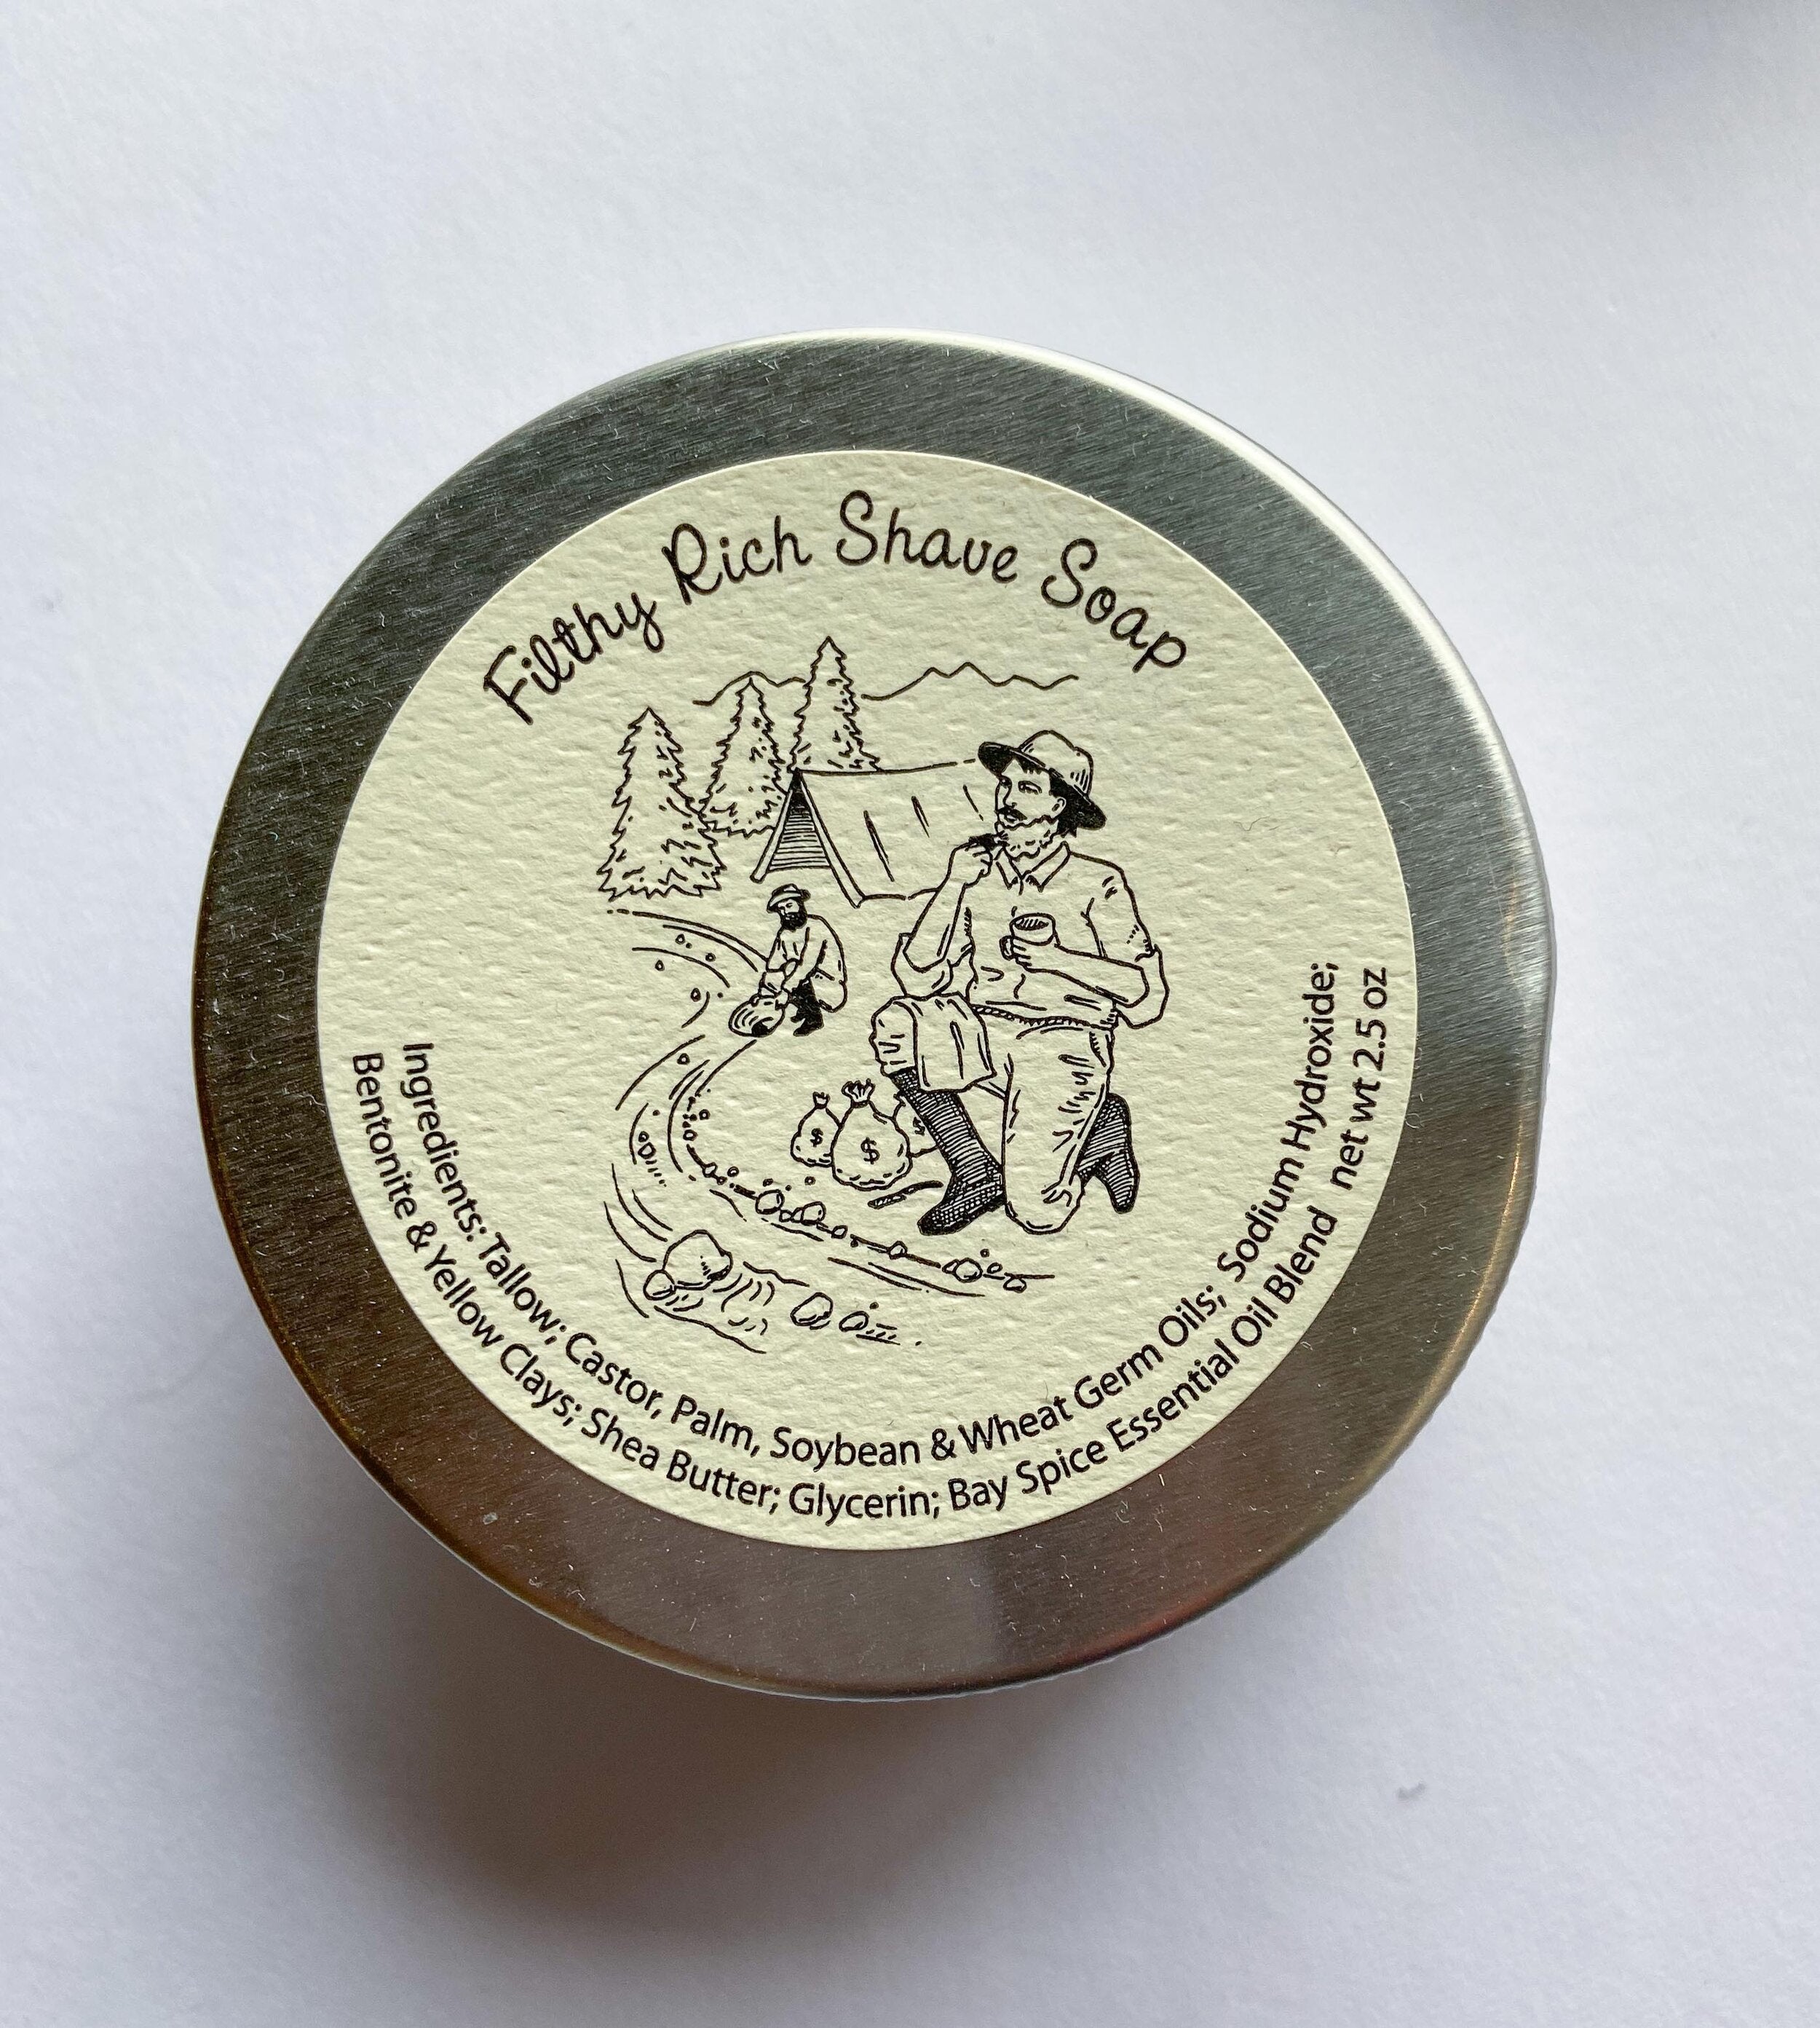 Filthy Rich Shave Soap
$ $ $
Ingredients: Tallow; Castor, Palm, Soybean & Wheat Germ Oils; Sodium Hydroxide;
Bentonite & Yellow Clays; Shea Butter; Glycerin; Bay Spice Essential Oil Blend net wt 2.5 oz